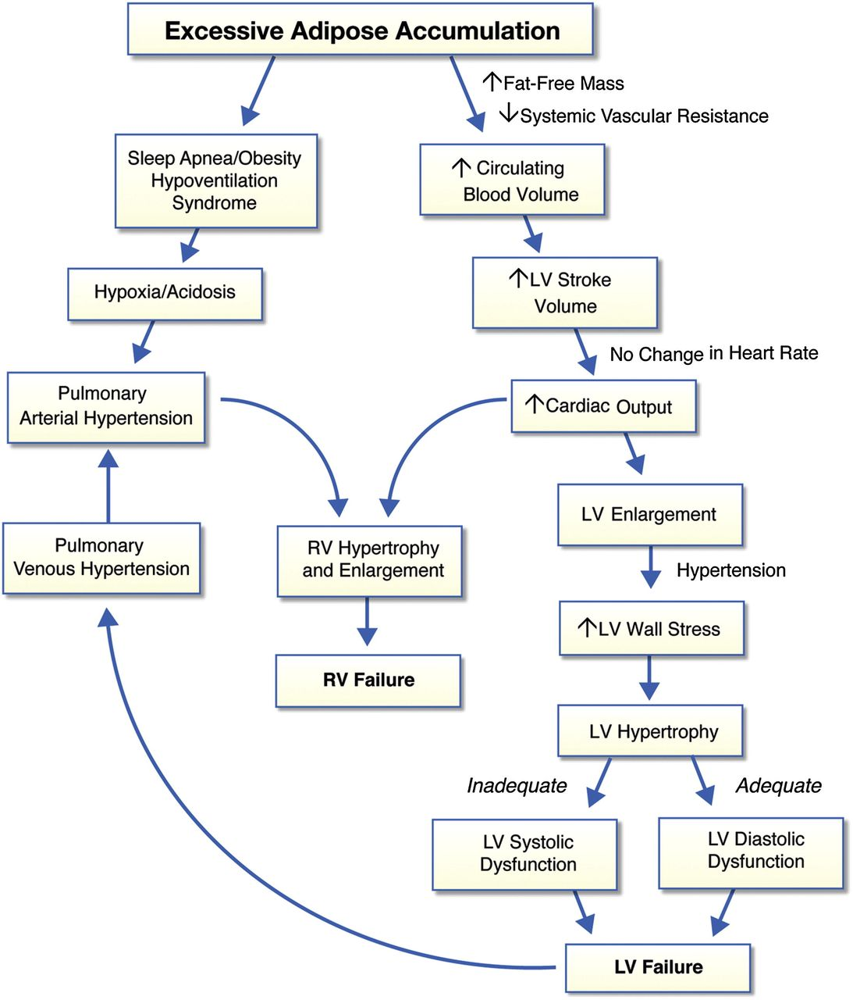 Excessive Adipose Accumulation
↑Fat-Free Mass
↓Systemic Vascular Resistance
Sleep Apnea/Obesity
Hypoventilation
Syndrome
↑ Circulating
Blood Volume
Hypoxia/Acidosis
↑LV Stroke
Volume
No Change in Heart Rate
Pulmonary
Arterial Hypertension
↑Cardiac Output
LV Enlargement
Pulmonary
Venous Hypertension
RV Hypertrophy
and Enlargement
Hypertension
↑LV Wall Stress
RV Failure
LV Hypertrophy
Inadequate
Adequate
LV Systolic
Dysfunction
LV Diastolic
Dysfunction
LV Failure